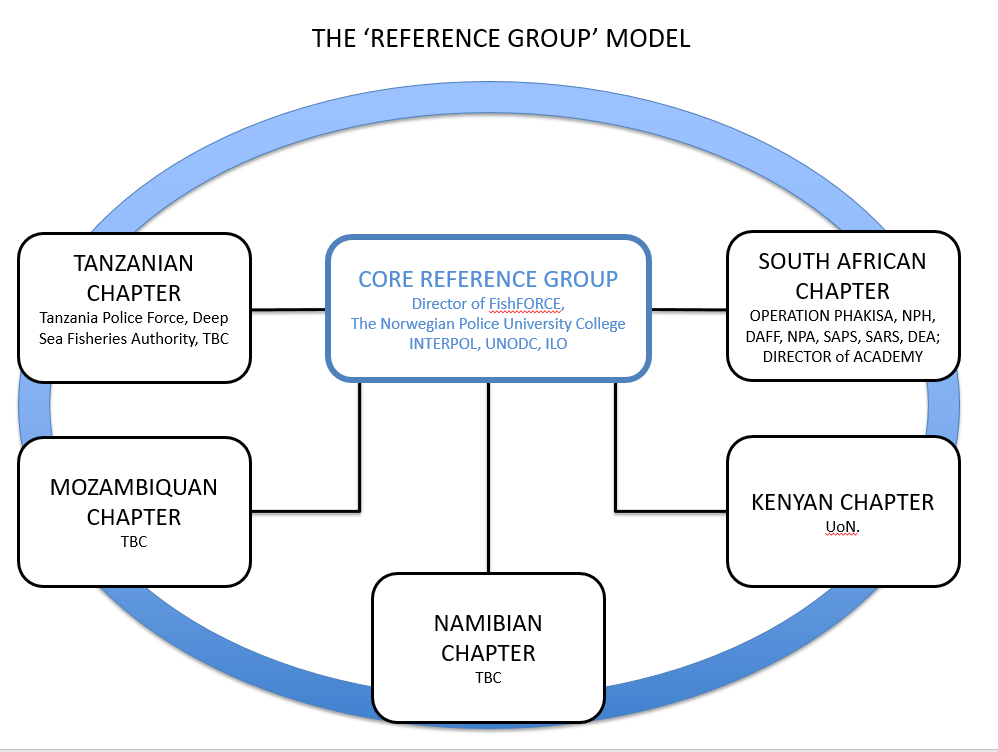 THE ‘REFERENCE GROUP’ MODEL
TANZANIAN
CHAPTER
Tanzania Police Force, Deep
Sea Fisheries Authority, TBC
CORE REFERENCE GROUP
Director of FishFORCE,
The Norwegian Police University College
INTERPOL, UNODC, ILO
SOUTH AFRICAN
CHAPTER
OPERATION PHAKISA, NPH,
DAFF, NPA, SAPS, SARS, DEA;
DIRECTOR of ACADEMY
MOZAMBIQUAN
CHAPTER
TBC
KENYAN CHAPTER
UoN.
NAMIBIAN
CHAPTER
TBC